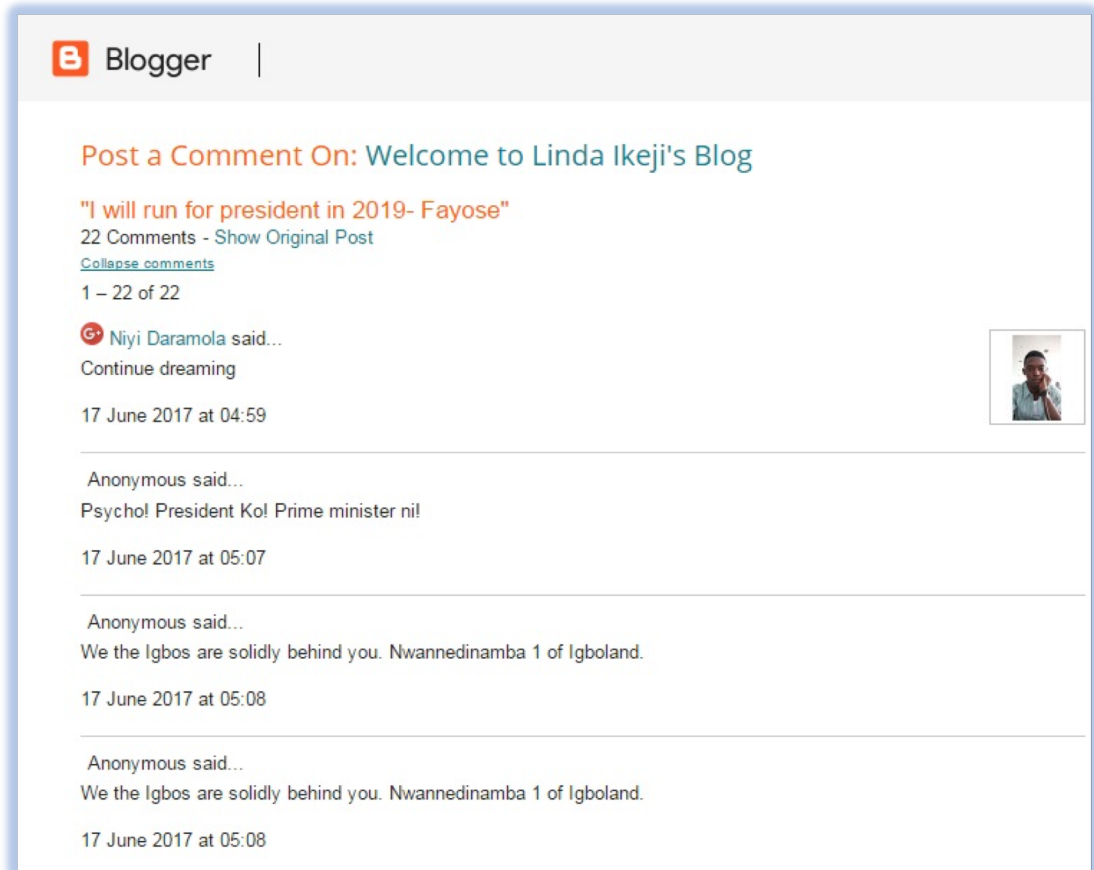 Blogger
Post a Comment On: Welcome to Linda Ikeji's Blog
"I will run for president in 2019- Fayose"
22 Comments - Show Original Post
Collapse comments
1 – 22 of 22
Niyi Daramola said...
Continue dreaming
17 June 2017 at 04:59
Anonymous said...
Psycho! President Ko! Prime minister ni!
17 June 2017 at 05:07
Anonymous said...
We the Igbos are solidly behind you. Nwannedinamba 1 of Igboland.
17 June 2017 at 05:08
Anonymous said...
We the Igbos are solidly behind you. Nwannedinamba 1 of Igboland.
17 June 2017 at 05:08